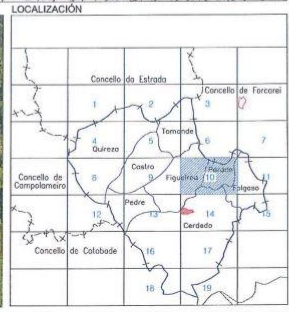 LOCALIZACIÓN
Concello da Estrada
Concello de Forcarei
1 2 3
Tomonde
4 5 6 7
Quireza
Castro
Parada
Concello de
Campolameiro
8 9 Figueiroa 10 11
Folgoso
Pedre
12 13 14 15
Cerdedo
Concello de Cotobade
16 17
18 19